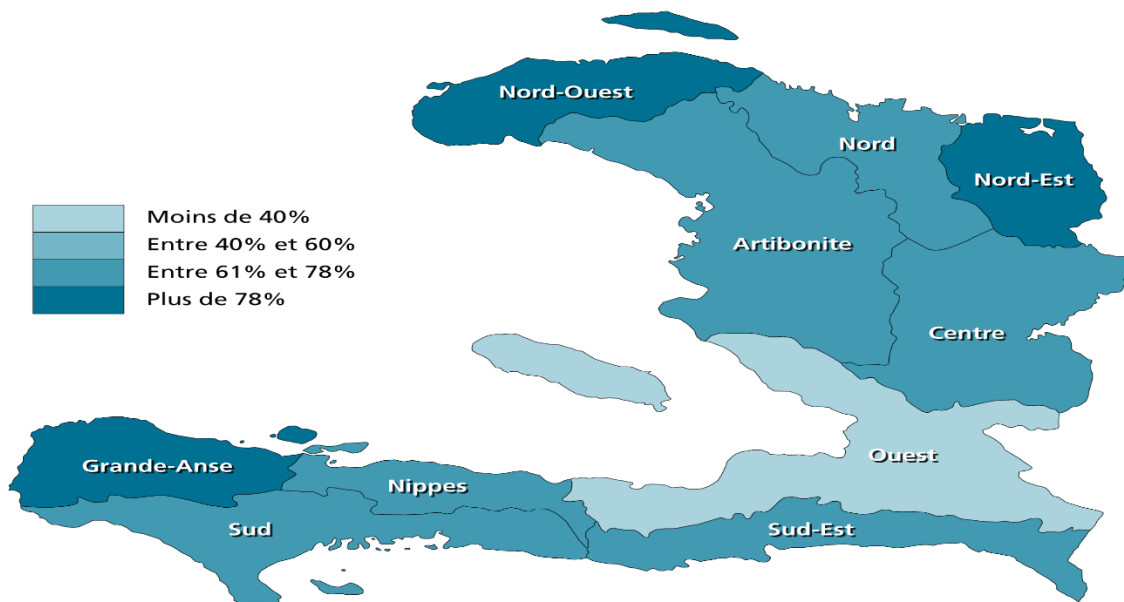 Nord-Ouest
Nord
Nord-Est
Moins de 40%
Entre 40% et 60%
Entre 61% et 78%
Plus de 78%
Artibonite
Centre
Ouest
Grande-Anse
Nippes
Sud
Sud-Est